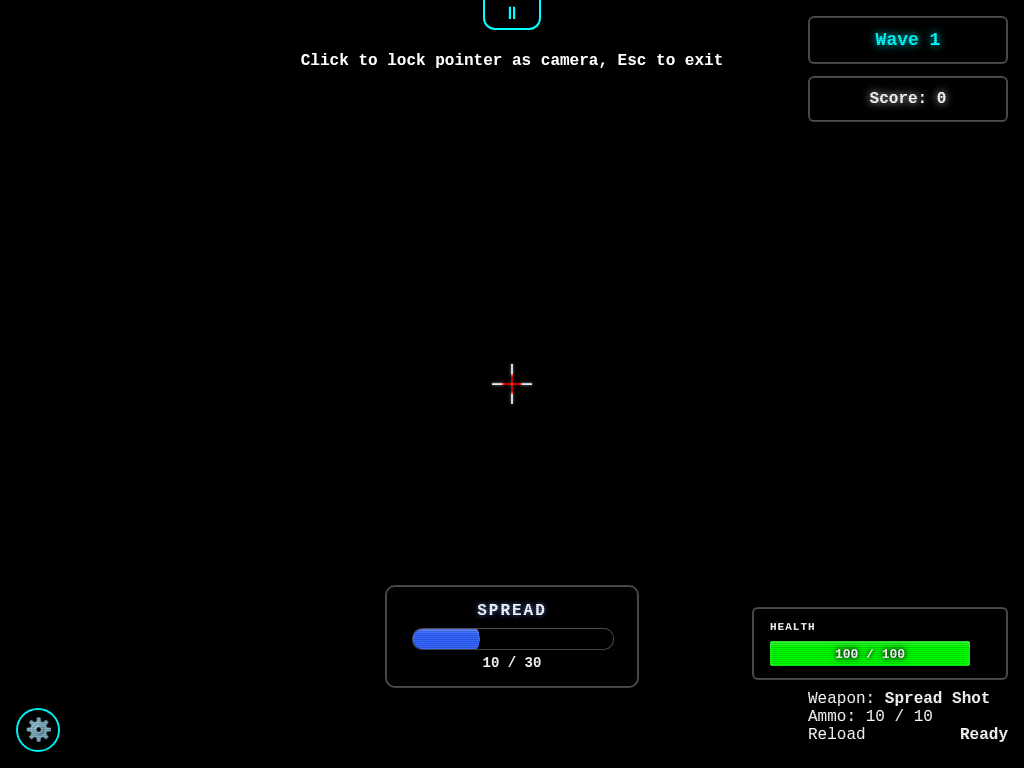 Click to lock pointer as camera, Esc to exit
Wave 1
Score: 0
SPREAD
10 / 30
HEALTH
100 / 100
Weapon: Spread Shot
Ammo: 10 / 10
Reload Ready